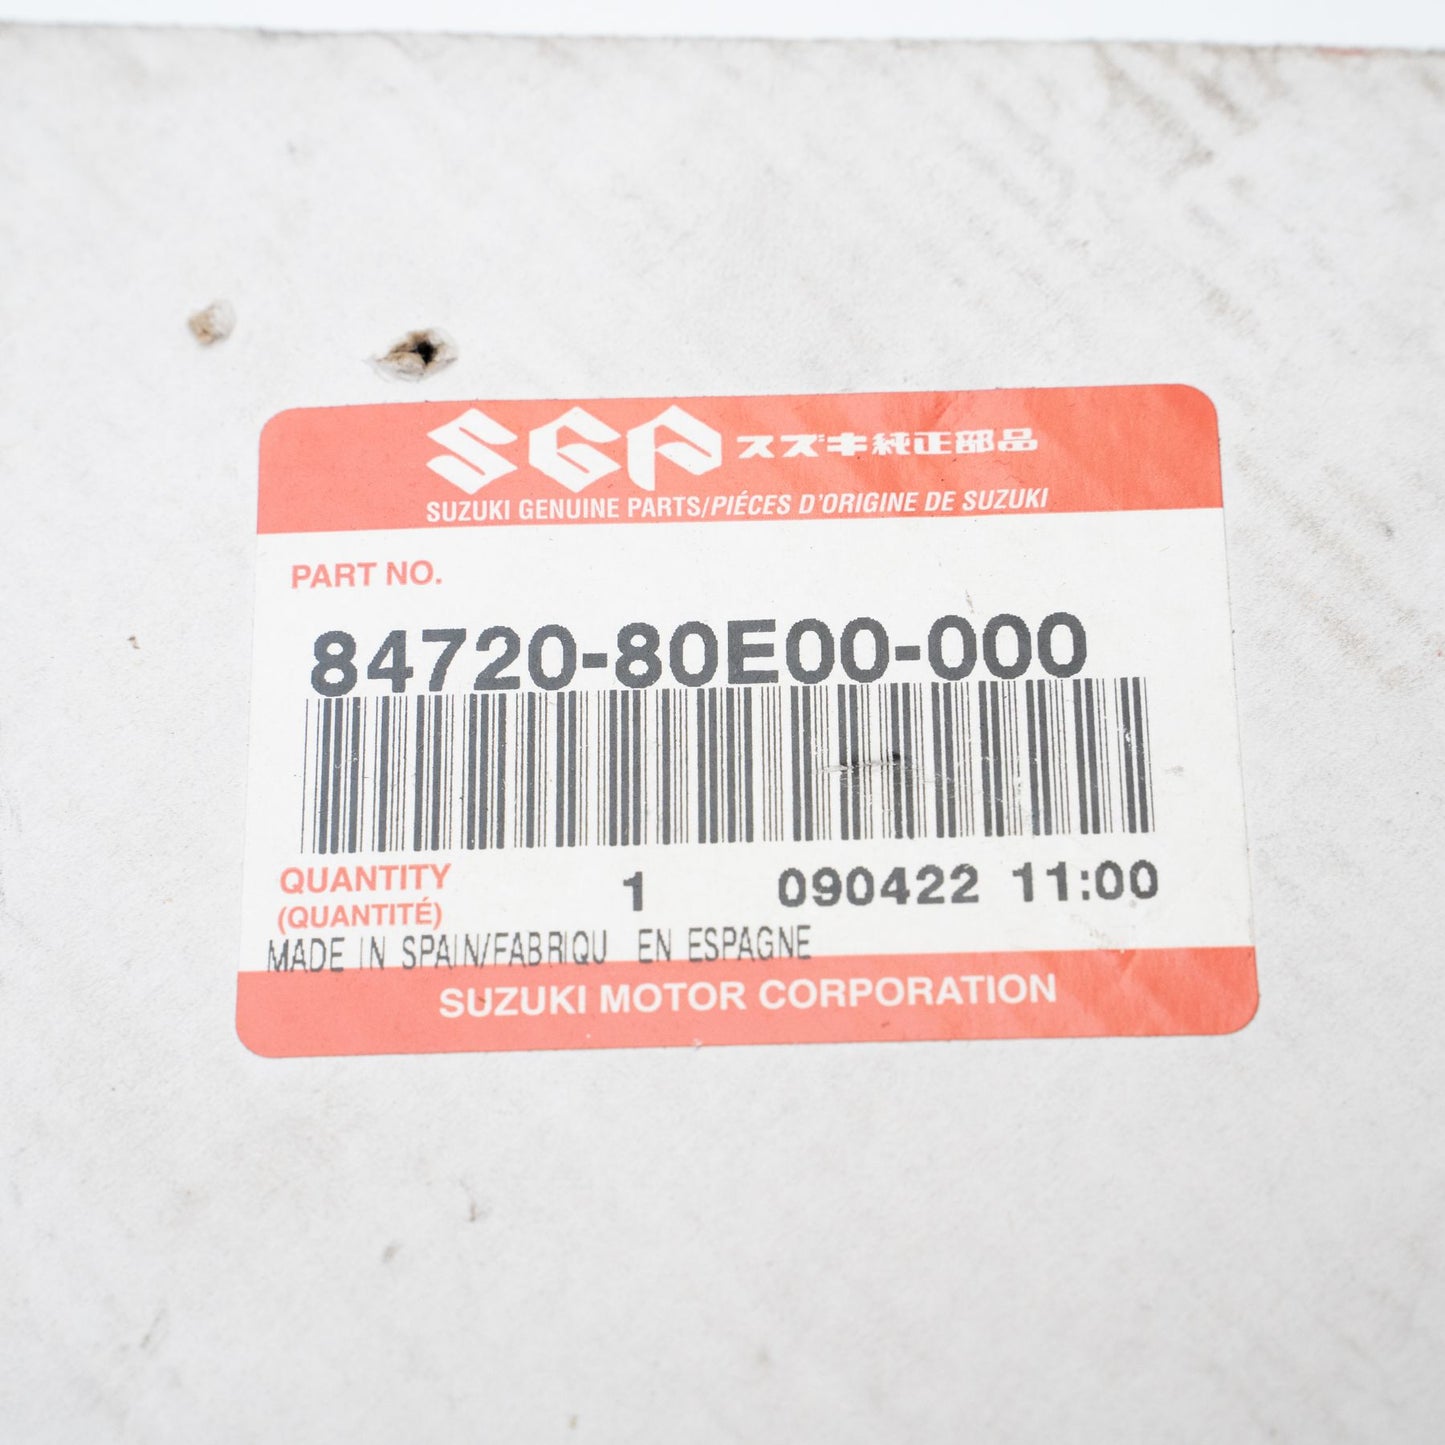 SGP スズキ純正部品
SUZUKI GENUINE PARTS/PIÉCES D'ORIGINE DE SUZUKI
PART NO.
84720-80E00-000
QUANTITY 1 090422 11:00
(QUANTITÉ)
MADE IN SPAIN/FABRIQU EN ESPAGNE
SUZUKI MOTOR CORPORATION